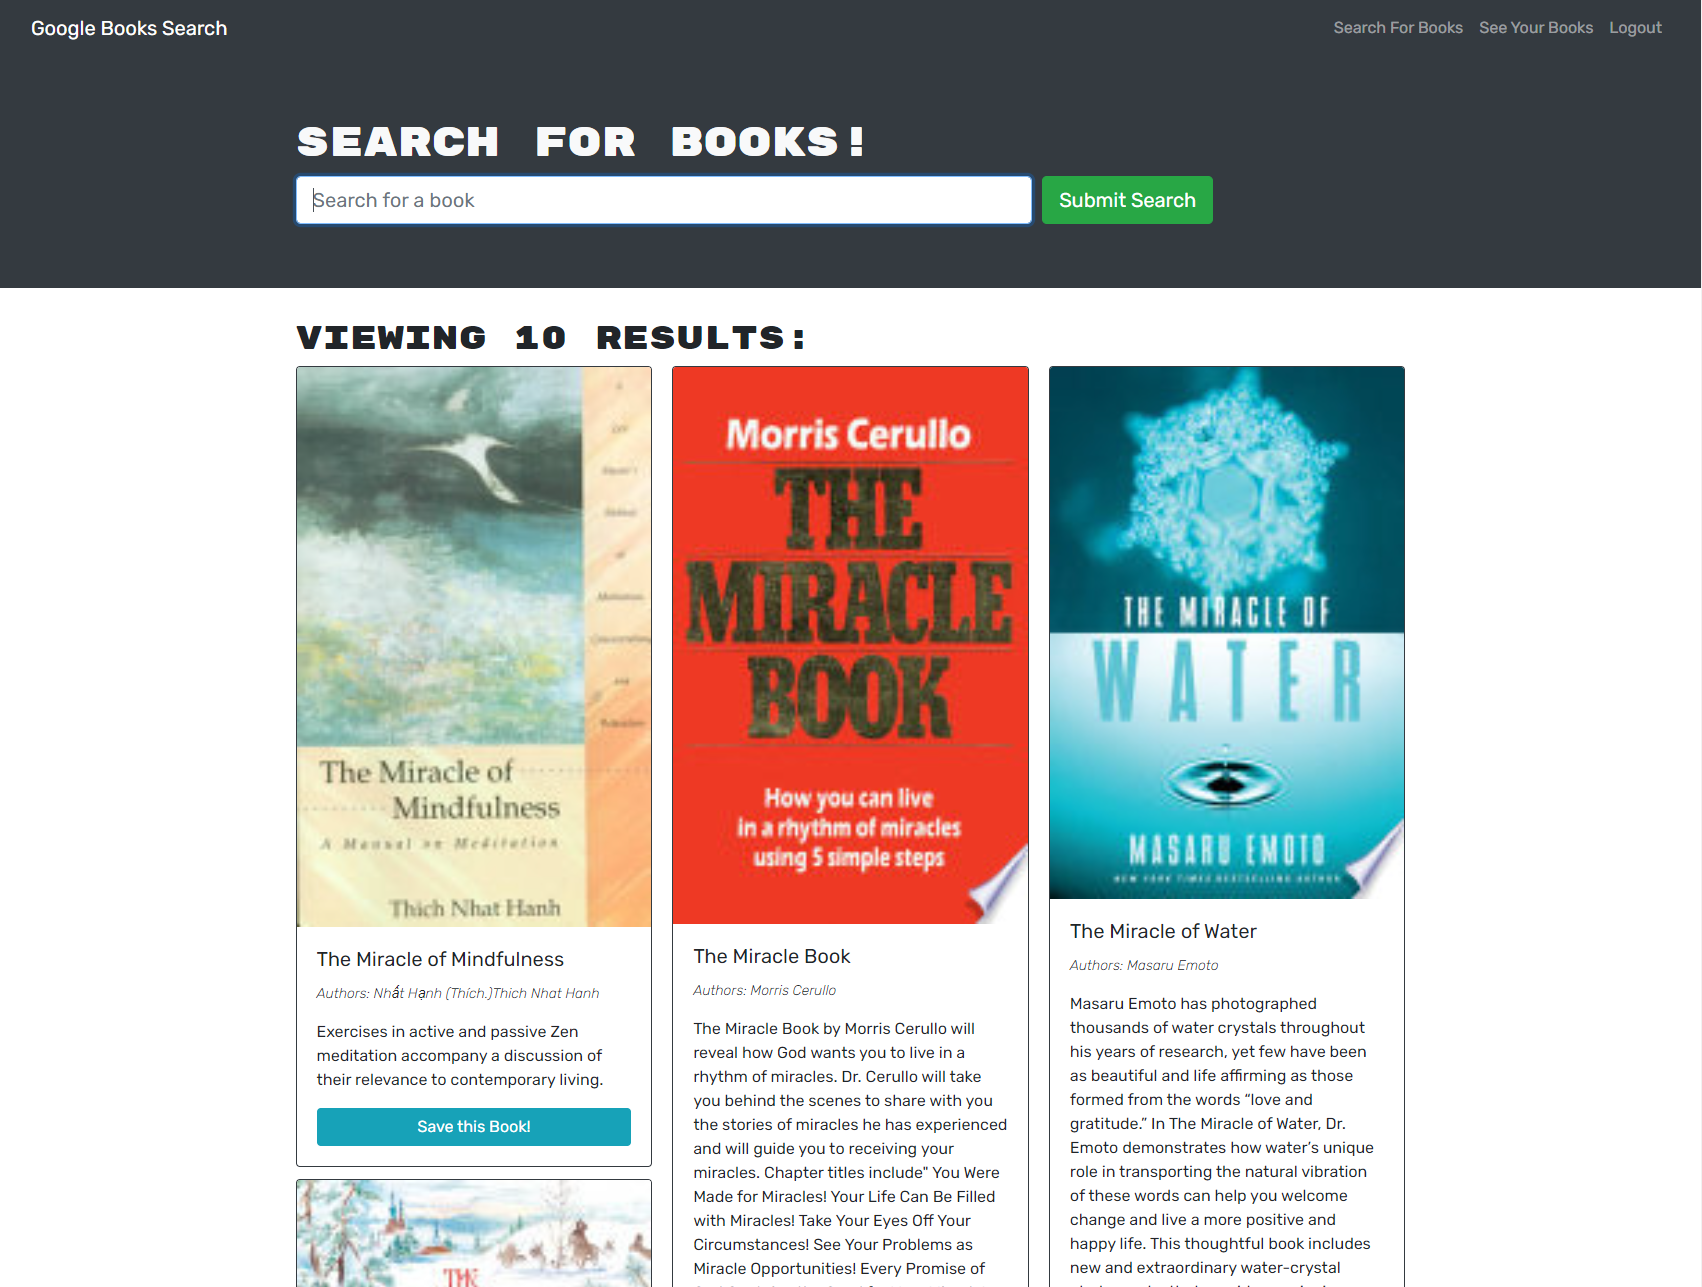 Google Books Search
Search For Books
See Your Books
Logout
SEARCH FOR BOOKS!
Search for a book
Submit Search
VIEWING 10 RESULTS:
The Miracle of
Mindfulness
A Manual on Meditation
Thich Nhat Hanh
The Miracle of Mindfulness
Authors: Nhất Hạnh (Thích.)Thich Nhat Hanh
Exercises in active and passive Zen
meditation accompany a discussion of
their relevance to contemporary living.
Save this Book!
THE
Morris Cerullo
THE
MIRACLE
BOOK
How you can live
in a rhythm of miracles
using 5 simple steps
The Miracle Book
Authors: Morris Cerullo
The Miracle Book by Morris Cerullo will
reveal how God wants you to live in a
rhythm of miracles. Dr. Cerullo will take
you behind the scenes to share with you
the stories of miracles he has experienced
and will guide you to receiving your
miracles. Chapter titles include" You Were
Made for Miracles! Your Life Can Be Filled
with Miracles! Take Your Eyes Off Your
Circumstances! See Your Problems as
Miracle Opportunities! Every Promise of
THE MIRACLE OF
WATER
MASARU EMOTO
NEW YORK TIMES BESTSELLING AUTHOR
The Miracle of Water
Authors: Masaru Emoto
Masaru Emoto has photographed
thousands of water crystals throughout
his years of research, yet few have been
as beautiful and life affirming as those
formed from the words “love and
gratitude.” In The Miracle of Water, Dr.
Emoto demonstrates how water’s unique
role in transporting the natural vibration
of these words can help you welcome
change and live a more positive and
happy life. This thoughtful book includes
new and extraordinary water-crystal